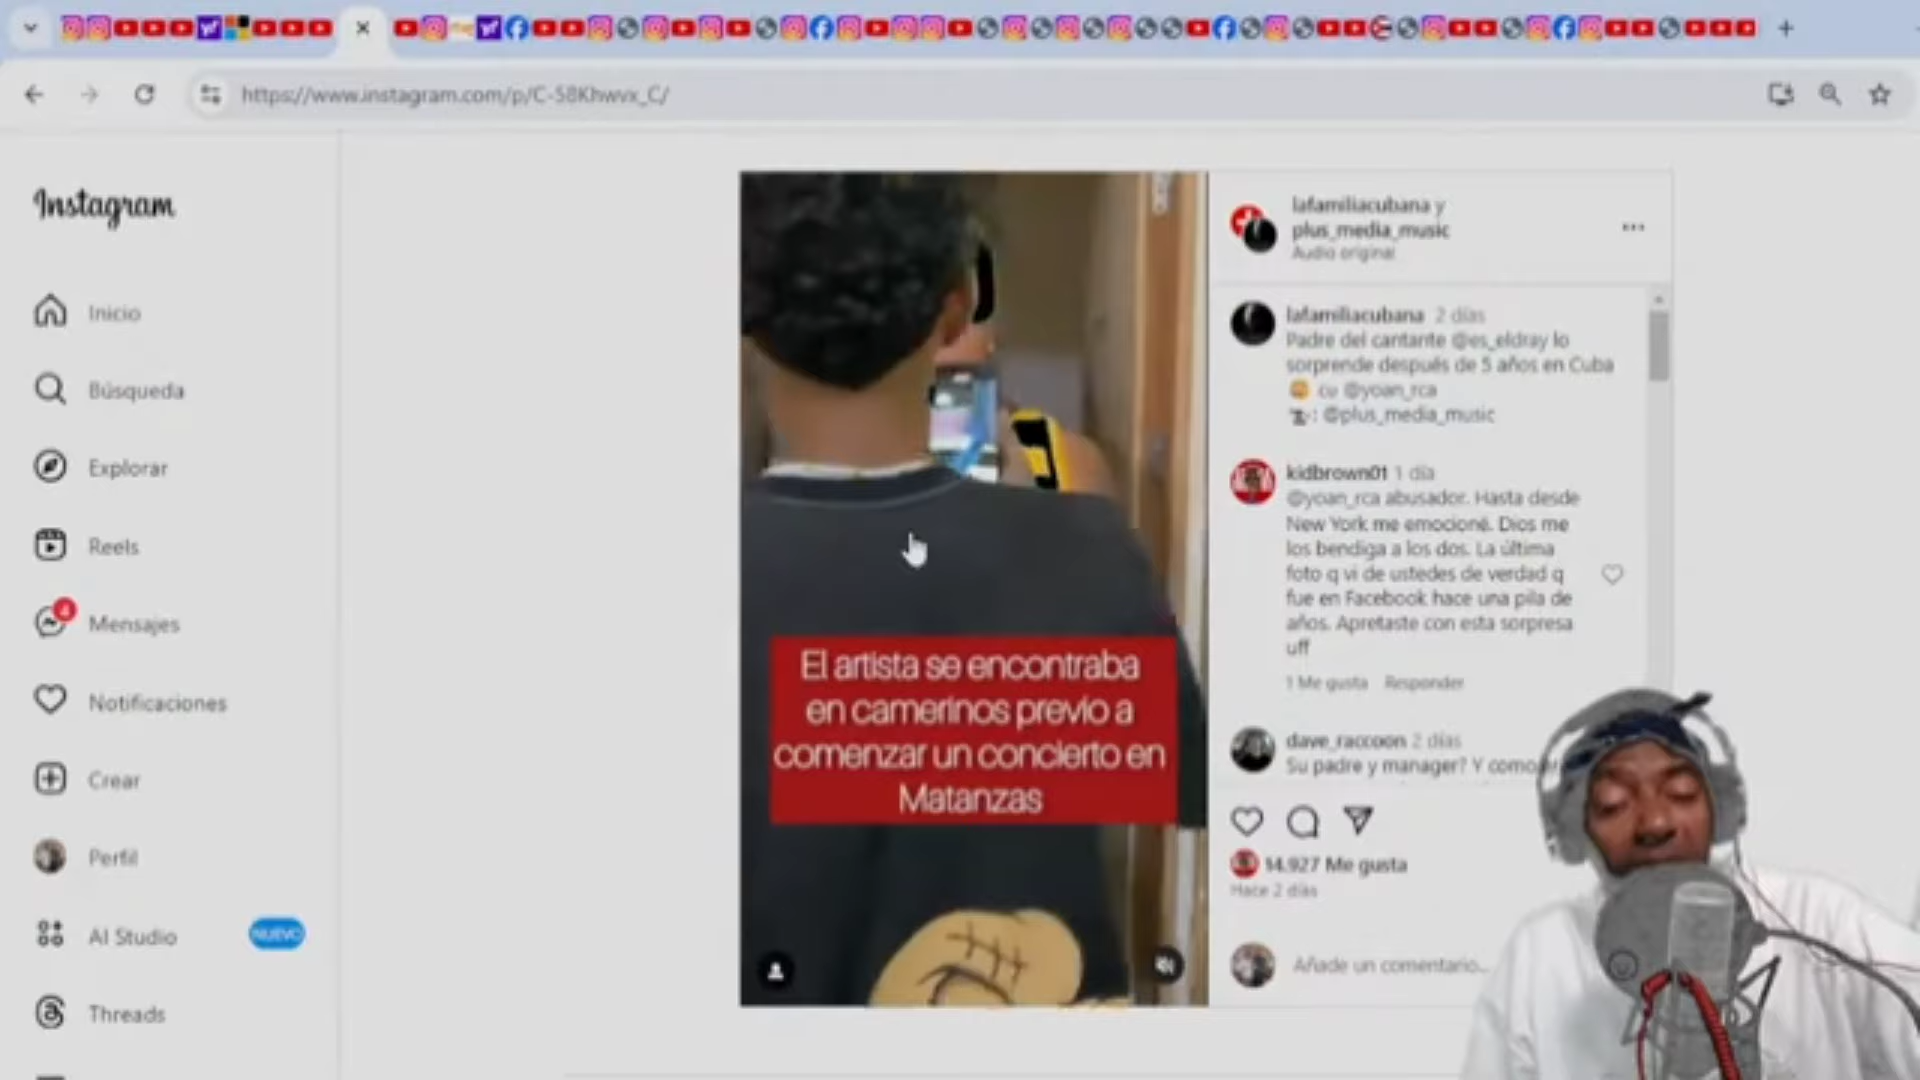 https://www.instagram.com/p/C-58Khwvx_C/
Instagram
Inicio
Búsqueda
Explorar
Reels
4
Mensajes
Notificaciones
Crear
Perfil
AI Studio
NUEVO
Threads
El artista se encontraba
en camerinos previo a
comenzar un concierto en
Matanzas
lafamiliacubana y
plus_media_music
Audio original
lafamiliacubana 2 días
Padre del cantante @es_eldray lo
sorprende después de 5 años en Cuba
cu @yoan_rca
: @plus_media_music
kidbrown01 1 día
@yoan_rca abusador. Hasta desde
New York me emocioné. Dios me
los bendiga a los dos. La última
foto q vi de ustedes de verdad q
fue en Facebook hace una pila de
años. Apretaste con esta sorpresa
uff
1 Me gusta Responder
dave_raccoon 2 días
Su padre y manager? Y como
14.927 Me gusta
Hace 2 días
Añade un comentario...